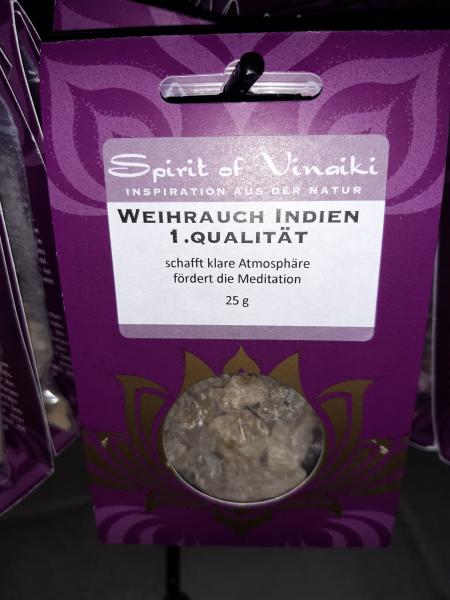 Spirit of Vinaiki
INSPIRATION AUS DER NATUR
WEIHRAUCH INDIEN
1.QUALITÄT
schafft klare Atmosphäre
fördert die Meditation
25 g